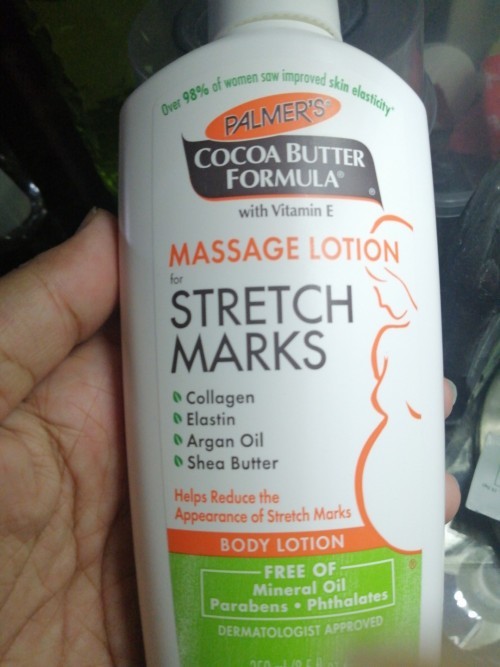 Over 98% of women saw improved skin elasticity*
PALMER'S®
COCOA BUTTER
FORMULA®
with Vitamin E
MASSAGE LOTION
for
STRETCH
MARKS
Collagen
Elastin
Argan Oil
Shea Butter
Helps Reduce the
Appearance of Stretch Marks
BODY LOTION
FREE OF
Mineral Oil
Parabens • Phthalates
DERMATOLOGIST APPROVED